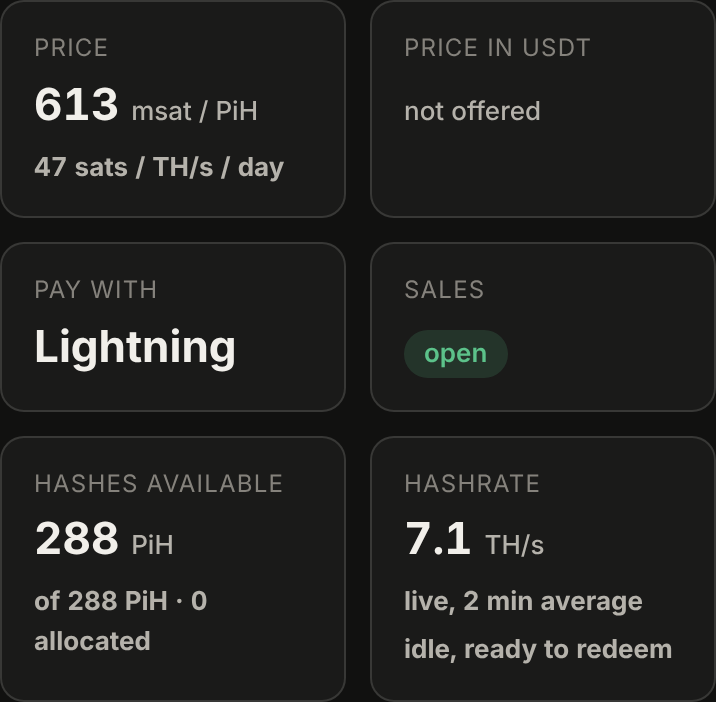 PRICE
613 msat / PiH
47 sats / TH/s / day
PRICE IN USDT
not offered
PAY WITH
Lightning
SALES
open
HASHES AVAILABLE
288 PiH
of 288 PiH · 0
allocated
HASHRATE
7.1 TH/s
live, 2 min average
idle, ready to redeem